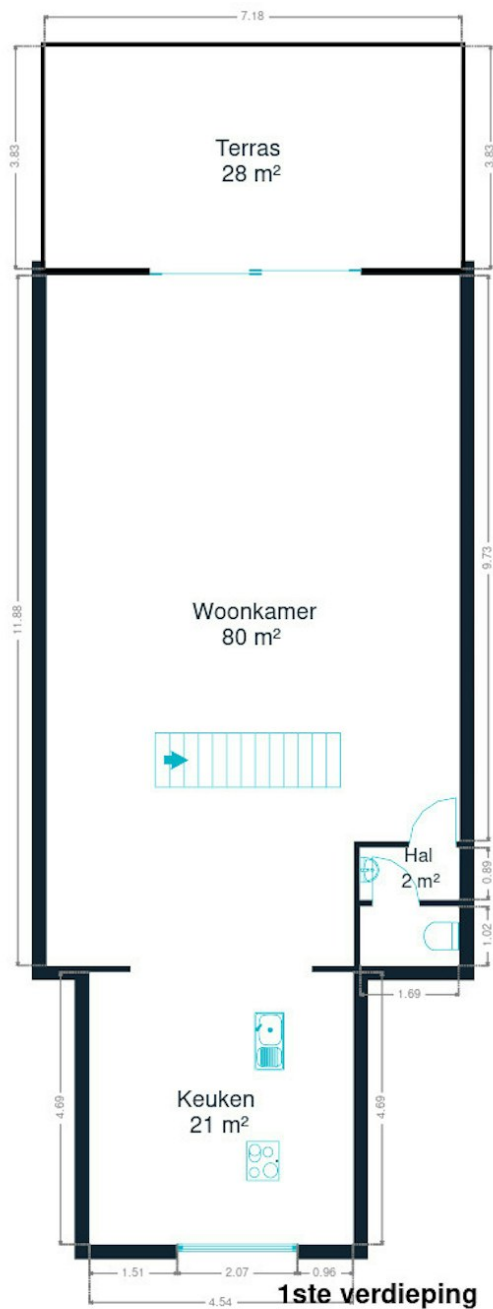 7.18
3.83
3.83
Terras
28 m²
11.88
9.73
Woonkamer
80 m²
Hal
2 m²
0.89
1.02
1.69
4.69
4.69
Keuken
21 m²
1.51
2.07
0.96
4.54
1ste verdieping